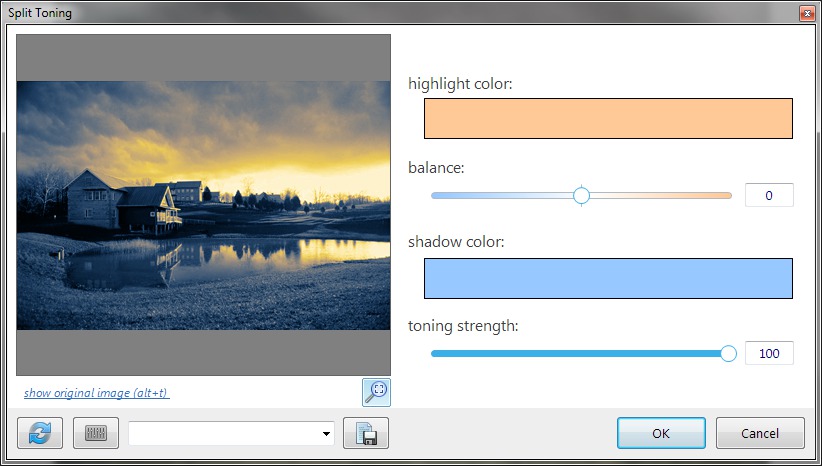 Split Toning
highlight color:
balance:
0
shadow color:
toning strength:
100
show original image (alt+t)
OK
Cancel